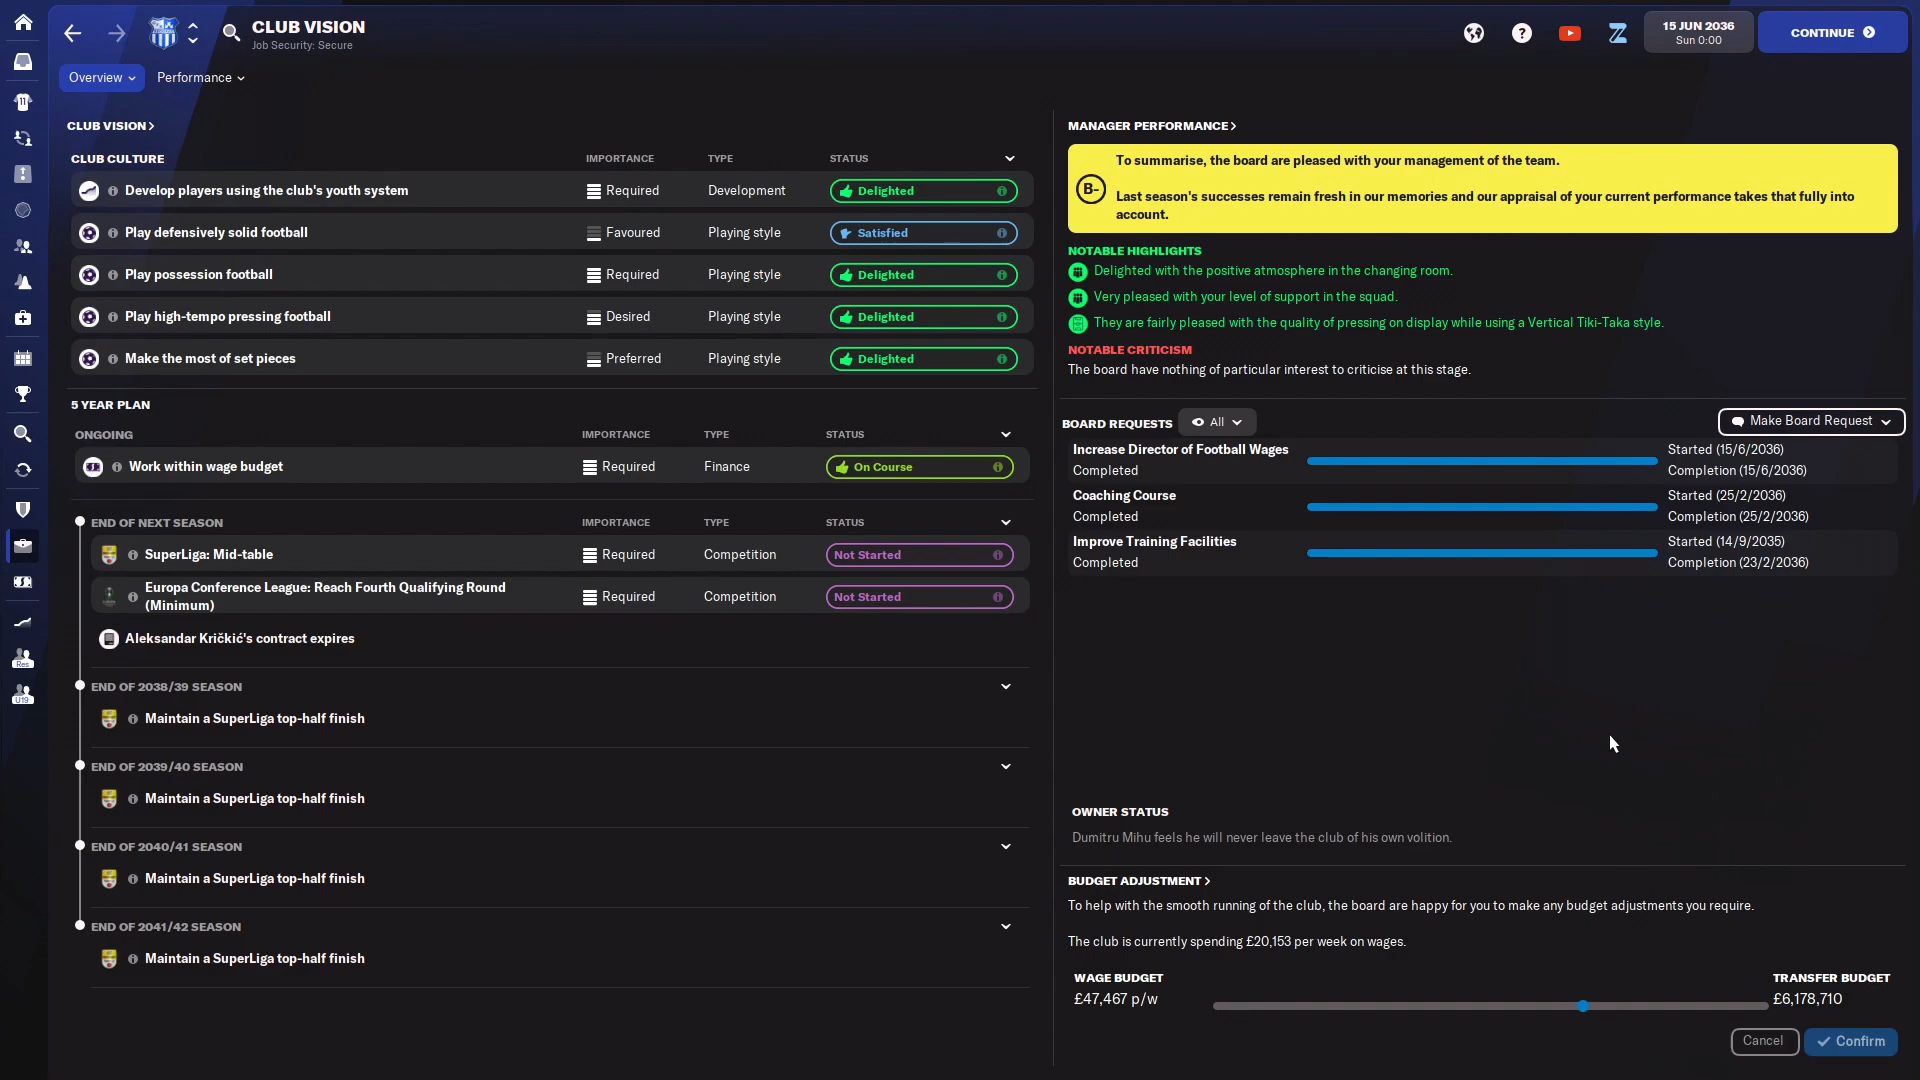 CLUB VISION
Job Security: Secure
15 JUN 2036
Sun 0:00
CONTINUE
Overview
Performance
CLUB VISION
CLUB CULTURE
IMPORTANCE
TYPE
STATUS
Develop players using the club's youth system
Required
Development
Delighted
Play defensively solid football
Favoured
Playing style
Satisfied
Play possession football
Required
Playing style
Delighted
Play high-tempo pressing football
Desired
Playing style
Delighted
Make the most of set pieces
Preferred
Playing style
Delighted
5 YEAR PLAN
ONGOING
IMPORTANCE
TYPE
STATUS
Work within wage budget
Required
Finance
On Course
END OF NEXT SEASON
IMPORTANCE
TYPE
STATUS
SuperLiga: Mid-table
Required
Competition
Not Started
Europa Conference League: Reach Fourth Qualifying Round
(Minimum)
Required
Competition
Not Started
Aleksandar Kričkić's contract expires
END OF 2038/39 SEASON
Maintain a SuperLiga top-half finish
END OF 2039/40 SEASON
Maintain a SuperLiga top-half finish
END OF 2040/41 SEASON
Maintain a SuperLiga top-half finish
END OF 2041/42 SEASON
Maintain a SuperLiga top-half finish
Res
U19
MANAGER PERFORMANCE
B-
To summarise, the board are pleased with your management of the team.
Last season's successes remain fresh in our memories and our appraisal of your current performance takes that fully into
account.
NOTABLE HIGHLIGHTS
Delighted with the positive atmosphere in the changing room.
Very pleased with your level of support in the squad.
They are fairly pleased with the quality of pressing on display while using a Vertical Tiki-Taka style.
NOTABLE CRITICISM
The board have nothing of particular interest to criticise at this stage.
BOARD REQUESTS
All
Make Board Request
Increase Director of Football Wages
Completed
Started (15/6/2036)
Completion (15/6/2036)
Coaching Course
Completed
Started (25/2/2036)
Completion (25/2/2036)
Improve Training Facilities
Completed
Started (14/9/2035)
Completion (23/2/2036)
OWNER STATUS
Dumitru Mihu feels he will never leave the club of his own volition.
BUDGET ADJUSTMENT
To help with the smooth running of the club, the board are happy for you to make any budget adjustments you require.
The club is currently spending £20,153 per week on wages.
WAGE BUDGET
£47,467 p/w
TRANSFER BUDGET
£6,178,710
Cancel
Confirm